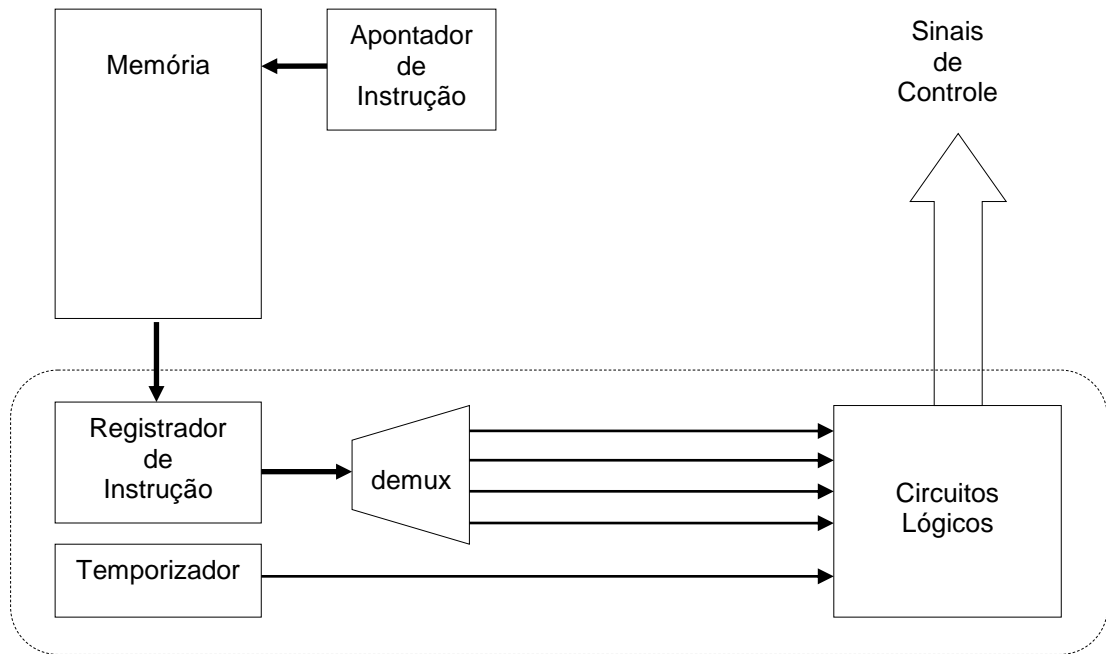 Memória
Apontador
de
Instrução
Sinais
de
Controle
Registrador
de
Instrução
demux
Circuitos
Lógicos
Temporizador